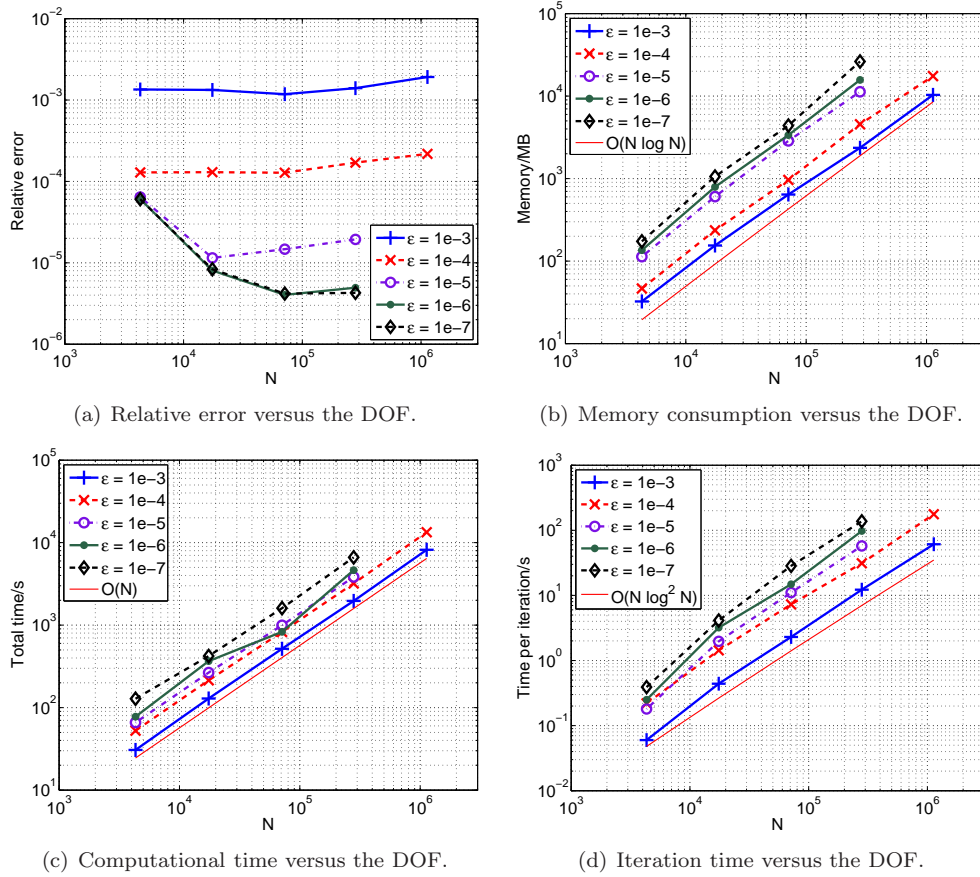 10^−2
10^−3
10^−4
10^−5
10^−6
Relative error
10^3
10^4
10^5
10^6
N
ε = 1e−3
ε = 1e−4
ε = 1e−5
ε = 1e−6
ε = 1e−7
(a) Relative error versus the DOF.
10^5
10^4
10^3
10^2
10^1
Memory/MB
10^3
10^4
10^5
10^6
N
ε = 1e−3
ε = 1e−4
ε = 1e−5
ε = 1e−6
ε = 1e−7
O(N log N)
(b) Memory consumption versus the DOF.
10^5
10^4
10^3
10^2
10^1
Total time/s
10^3
10^4
10^5
10^6
N
ε = 1e−3
ε = 1e−4
ε = 1e−5
ε = 1e−6
ε = 1e−7
O(N)
(c) Computational time versus the DOF.
10^3
10^2
10^1
10^0
10^−1
10^−2
Time per iteration/s
10^3
10^4
10^5
10^6
N
ε = 1e−3
ε = 1e−4
ε = 1e−5
ε = 1e−6
ε = 1e−7
O(N log^2 N)
(d) Iteration time versus the DOF.